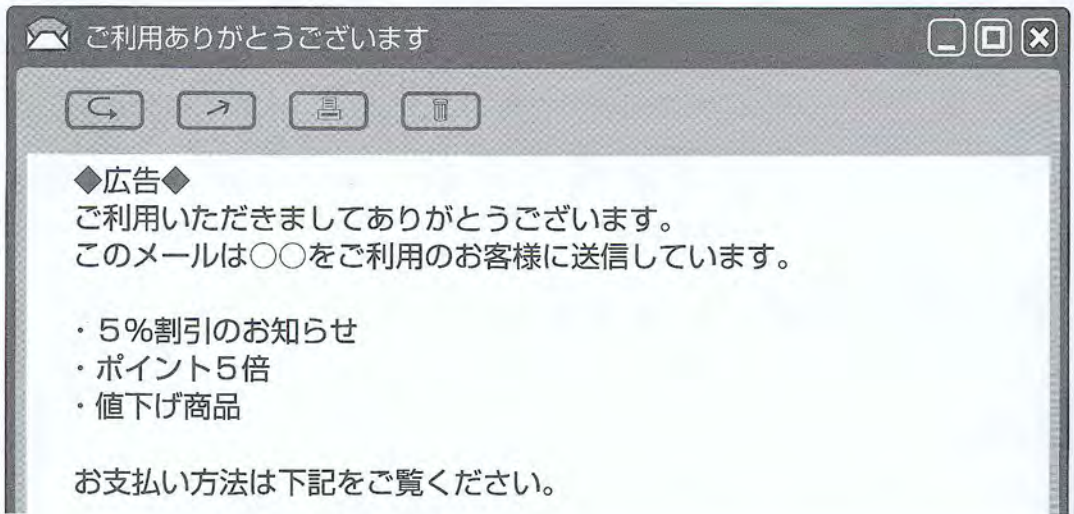 ご利用ありがとうございます
◆広告◆
ご利用いただきましてありがとうございます。
このメールは○○をご利用のお客様に送信しています。
・5%割引のお知らせ
・ポイント5倍
・値下げ商品
お支払い方法は下記をご覧ください。